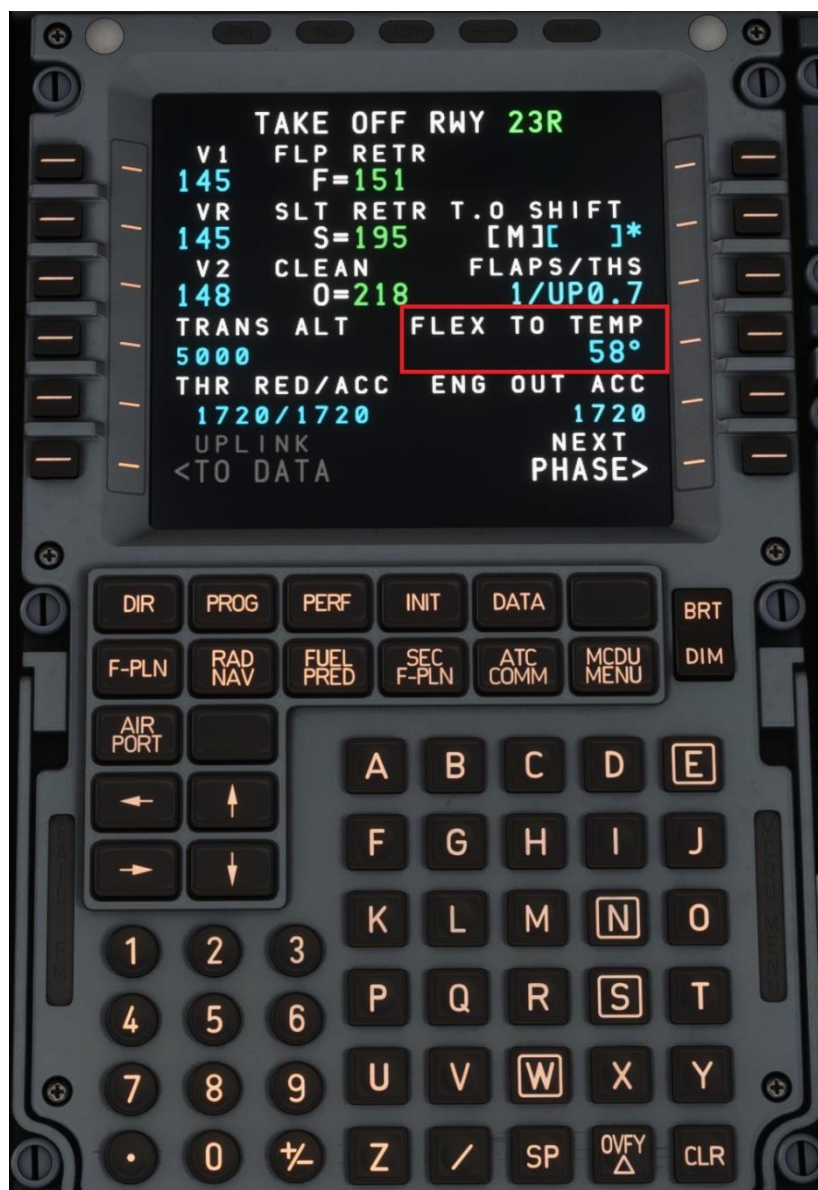 TAKE OFF RWY 23R
V1 FLP RETR
145 F=151
VR SLT RETR T.O SHIFT
145 S=195 [M][ ]*
V2 CLEAN FLAPS/THS
148 O=218 1/UP0.7
TRANS ALT FLEX TO TEMP
5000 58°
THR RED/ACC ENG OUT ACC
1720/1720 1720
UPLINK NEXT
<TO DATA PHASE>
DIR PROG PERF INIT DATA BRT
F-PLN RAD NAV FUEL PRED SEC F-PLN ATC COMM MCDU MENU DIM
AIR PORT
A B C D E
← ↑
F G H I J
→ ↓
K L M N O
1 2 3
P Q R S T
4 5 6
U V W X Y
7 8 9
Z / SP OVFY Δ CLR
. 0 +/-
MCDU MENU